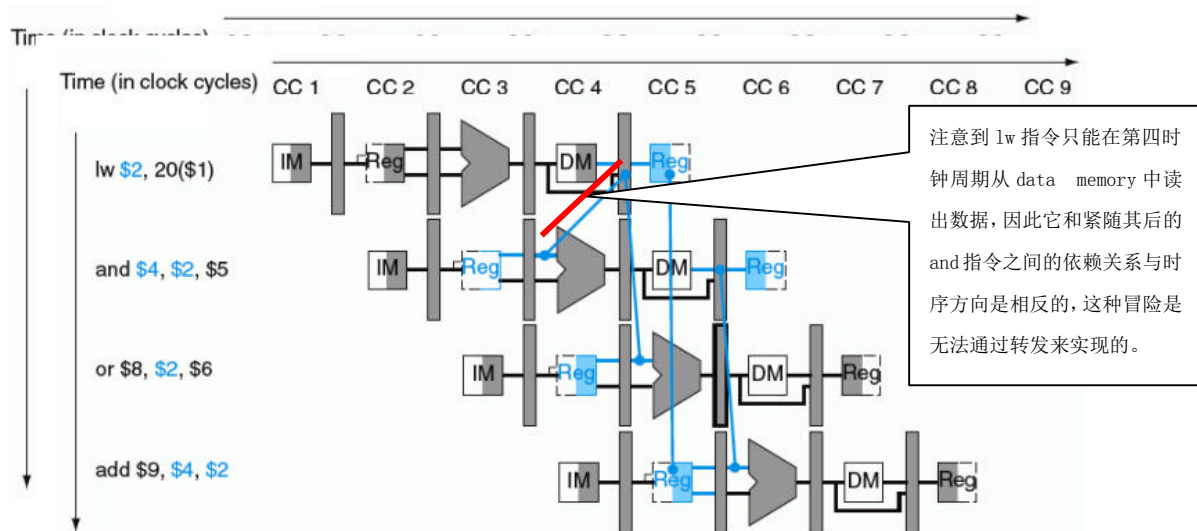 Time (in clock cycles)
Time (in clock cycles) CC 1 CC 2 CC 3 CC 4 CC 5 CC 6 CC 7 CC 8 CC 9
lw $2, 20($1) IM Reg DM Reg
and $4, $2, $5 IM Reg DM Reg
or $8, $2, $6 IM Reg DM Reg
add $9, $4, $2 IM Reg DM Reg
注意到 lw 指令只能在第四时
钟周期从 data memory 中读
出数据，因此它和紧随其后的
and 指令之间的依赖关系与时
序方向是相反的，这种冒险是
无法通过转发来实现的。